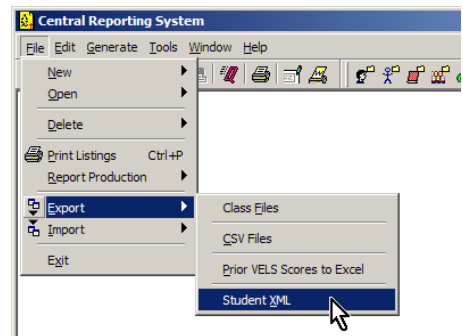 Central Reporting System
File Edit Generate Tools Window Help
New
Open
Delete
Print Listings Ctrl+P
Report Production
Export
Import
Exit
Class Files
CSV Files
Prior VELS Scores to Excel
Student XML